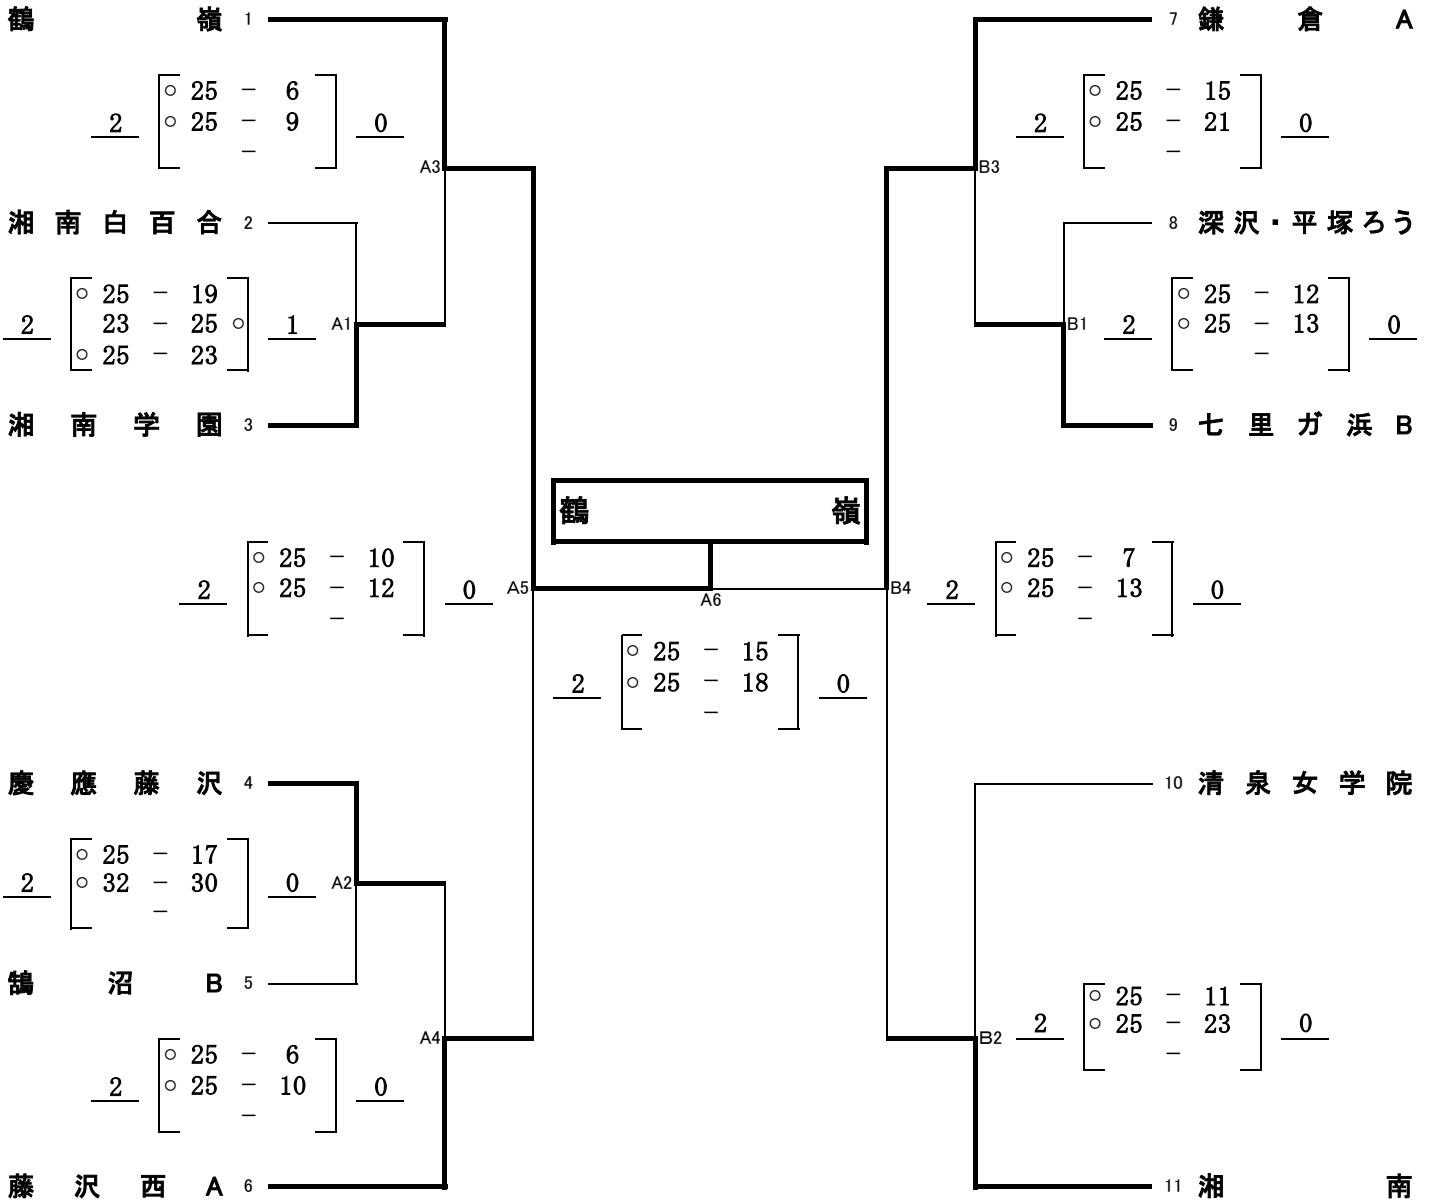 鶴嶺 1
2 ○ 25 － 6 0
○ 25 － 9
－
A3
湘南白百合 2
2 ○ 25 － 19 1
23 － 25 ○
○ 25 － 23
A1
湘南学園 3
2 ○ 25 － 10 0
○ 25 － 12
－
A5
慶應藤沢 4
2 ○ 25 － 17 0
○ 32 － 30
－
A2
鵠沼B 5
2 ○ 25 － 6 0
○ 25 － 10
－
A4
藤沢西A 6
鶴嶺
A6
2 ○ 25 － 15 0
○ 25 － 18
－
7 鎌倉A
2 ○ 25 － 15 0
○ 25 － 21
－
B3
8 深沢・平塚ろう
2 ○ 25 － 12 0
○ 25 － 13
－
B1
9 七里ガ浜B
B4
2 ○ 25 － 7 0
○ 25 － 13
－
10 清泉女学院
2 ○ 25 － 11 0
○ 25 － 23
－
B2
11 湘南